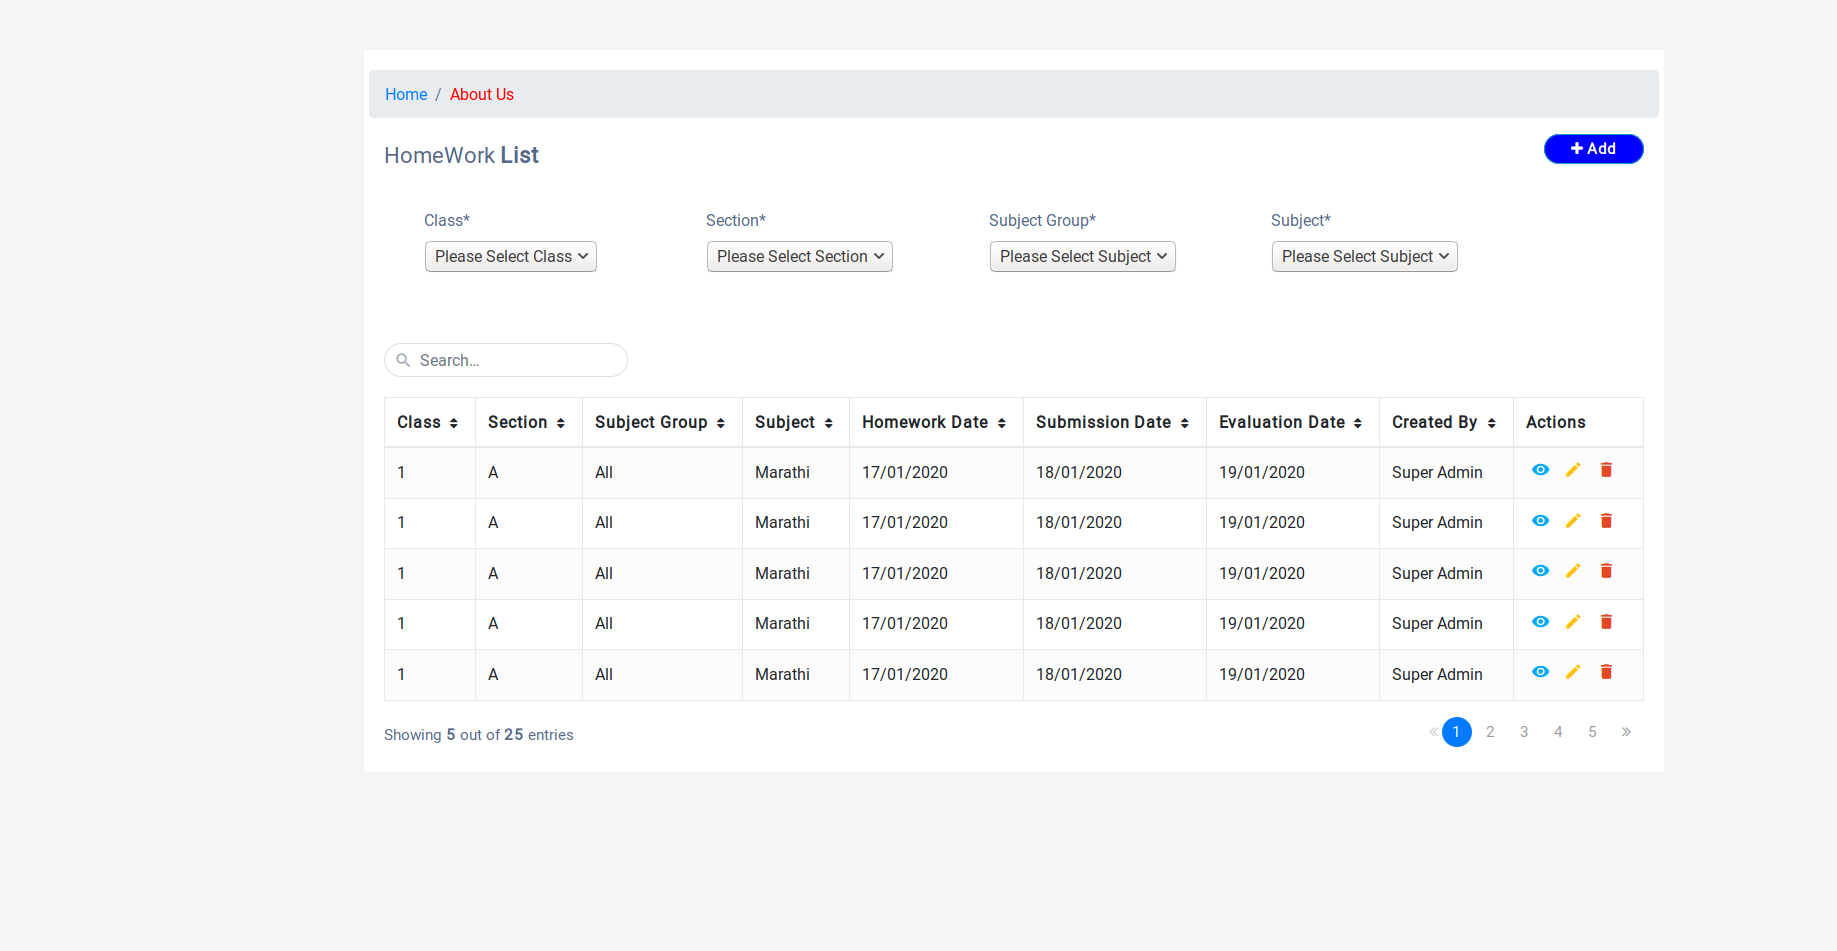 Home / About Us
HomeWork List
Add
Class* Section* Subject Group* Subject*
Please Select Class Please Select Section Please Select Subject Please Select Subject
Search...
Class Section Subject Group Subject Homework Date Submission Date Evaluation Date Created By Actions
1 A All Marathi 17/01/2020 18/01/2020 19/01/2020 Super Admin
1 A All Marathi 17/01/2020 18/01/2020 19/01/2020 Super Admin
1 A All Marathi 17/01/2020 18/01/2020 19/01/2020 Super Admin
1 A All Marathi 17/01/2020 18/01/2020 19/01/2020 Super Admin
1 A All Marathi 17/01/2020 18/01/2020 19/01/2020 Super Admin
Showing 5 out of 25 entries
« 1 2 3 4 5 »